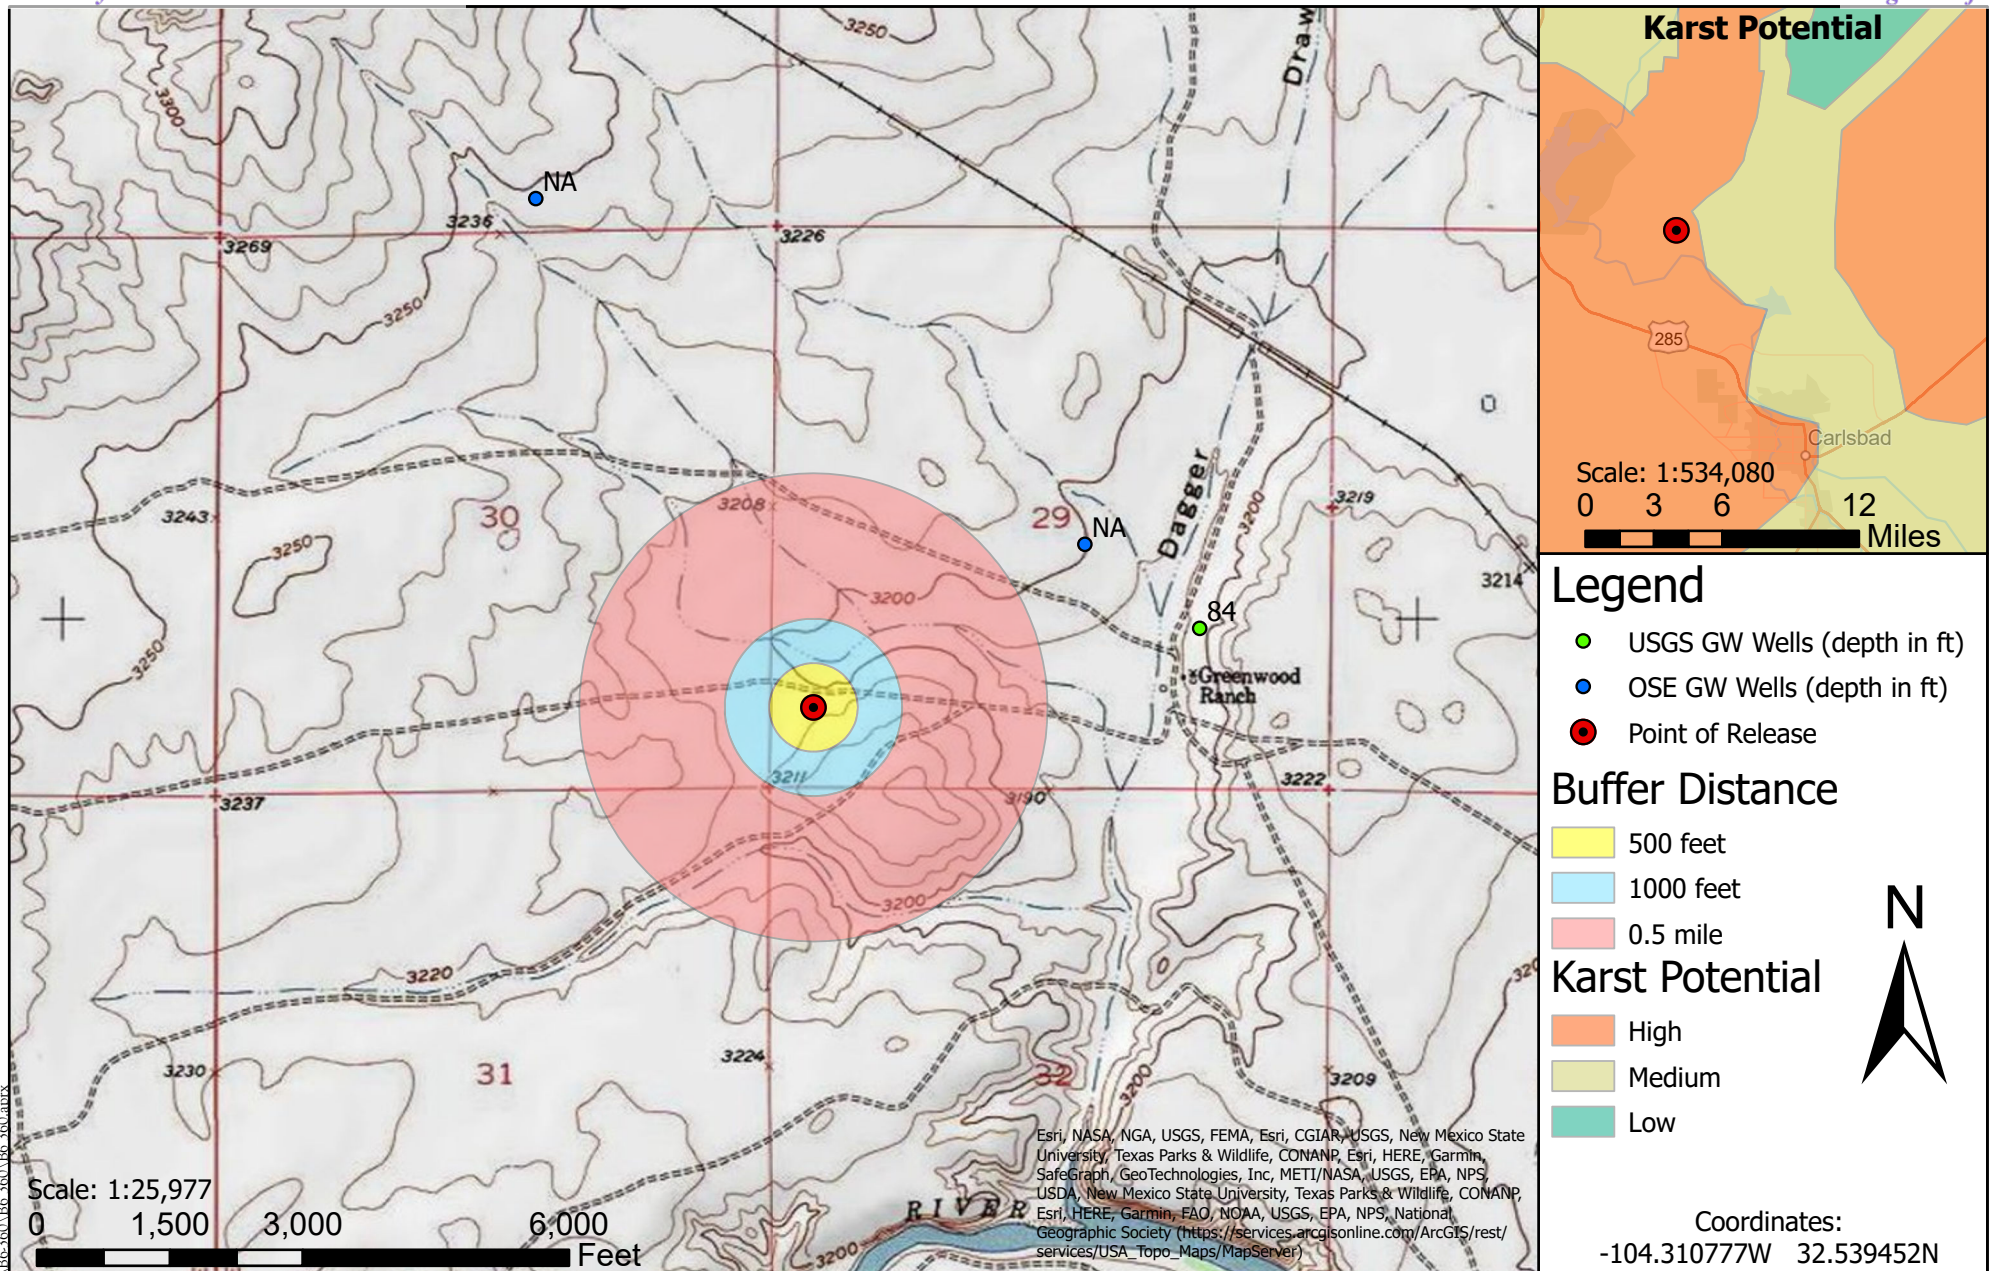 3250
Draw
3300
NA
3236
3269
3226
3250
3208
30
29
NA
3243
3250
3219
3200
Dagger
3214
84
3200
3250
Greenwood
Ranch
3211
3190
3237
3222
3200
3220
320
3224
3230
31
32
3209
3200
RIVER
3200
Scale: 1:25,977
0 1,500 3,000 6,000
Feet
Esri, NASA, NGA, USGS, FEMA, Esri, CGIAR, USGS, New Mexico State
University, Texas Parks & Wildlife, CONANP, Esri, HERE, Garmin,
SafeGraph, GeoTechnologies, Inc, METI/NASA, USGS, EPA, NPS,
USDA, New Mexico State University, Texas Parks & Wildlife, CONANP,
Esri, HERE, Garmin, FAO, NOAA, USGS, EPA, NPS, National
Geographic Society (https://services.arcgisonline.com/ArcGIS/rest/
services/USA_Topo_Maps/MapServer)
Karst Potential
285
Carlsbad
Scale: 1:534,080
0 3 6 12
Miles
Legend
USGS GW Wells (depth in ft)
OSE GW Wells (depth in ft)
Point of Release
Buffer Distance
500 feet
1000 feet
0.5 mile
Karst Potential
High
Medium
Low
N
Coordinates:
-104.310777W 32.539452N